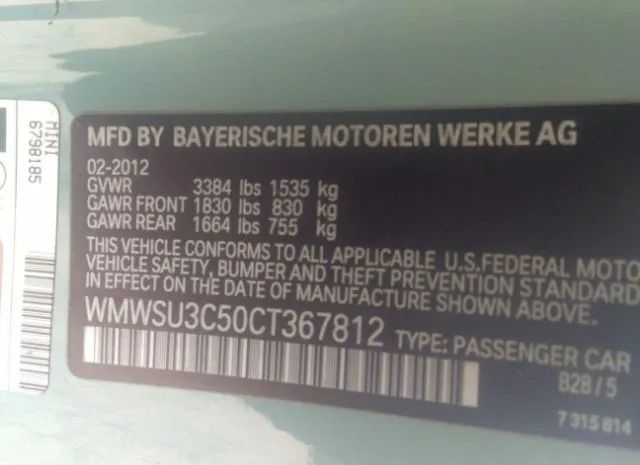 MFD BY BAYERISCHE MOTOREN WERKE AG
02-2012
GVWR 3384 lbs 1535 kg
GAWR FRONT 1830 lbs 830 kg
GAWR REAR 1664 lbs 755 kg
THIS VEHICLE CONFORMS TO ALL APPLICABLE U.S.FEDERAL MOTO
VEHICLE SAFETY, BUMPER AND THEFT PREVENTION STANDARD
IN EFFECT ON THE DATE OF MANUFACTURE SHOWN ABOVE.
WMWSU3C50CT367812 TYPE: PASSENGER CAR
B28/5
7 315 814
MINI
6798185